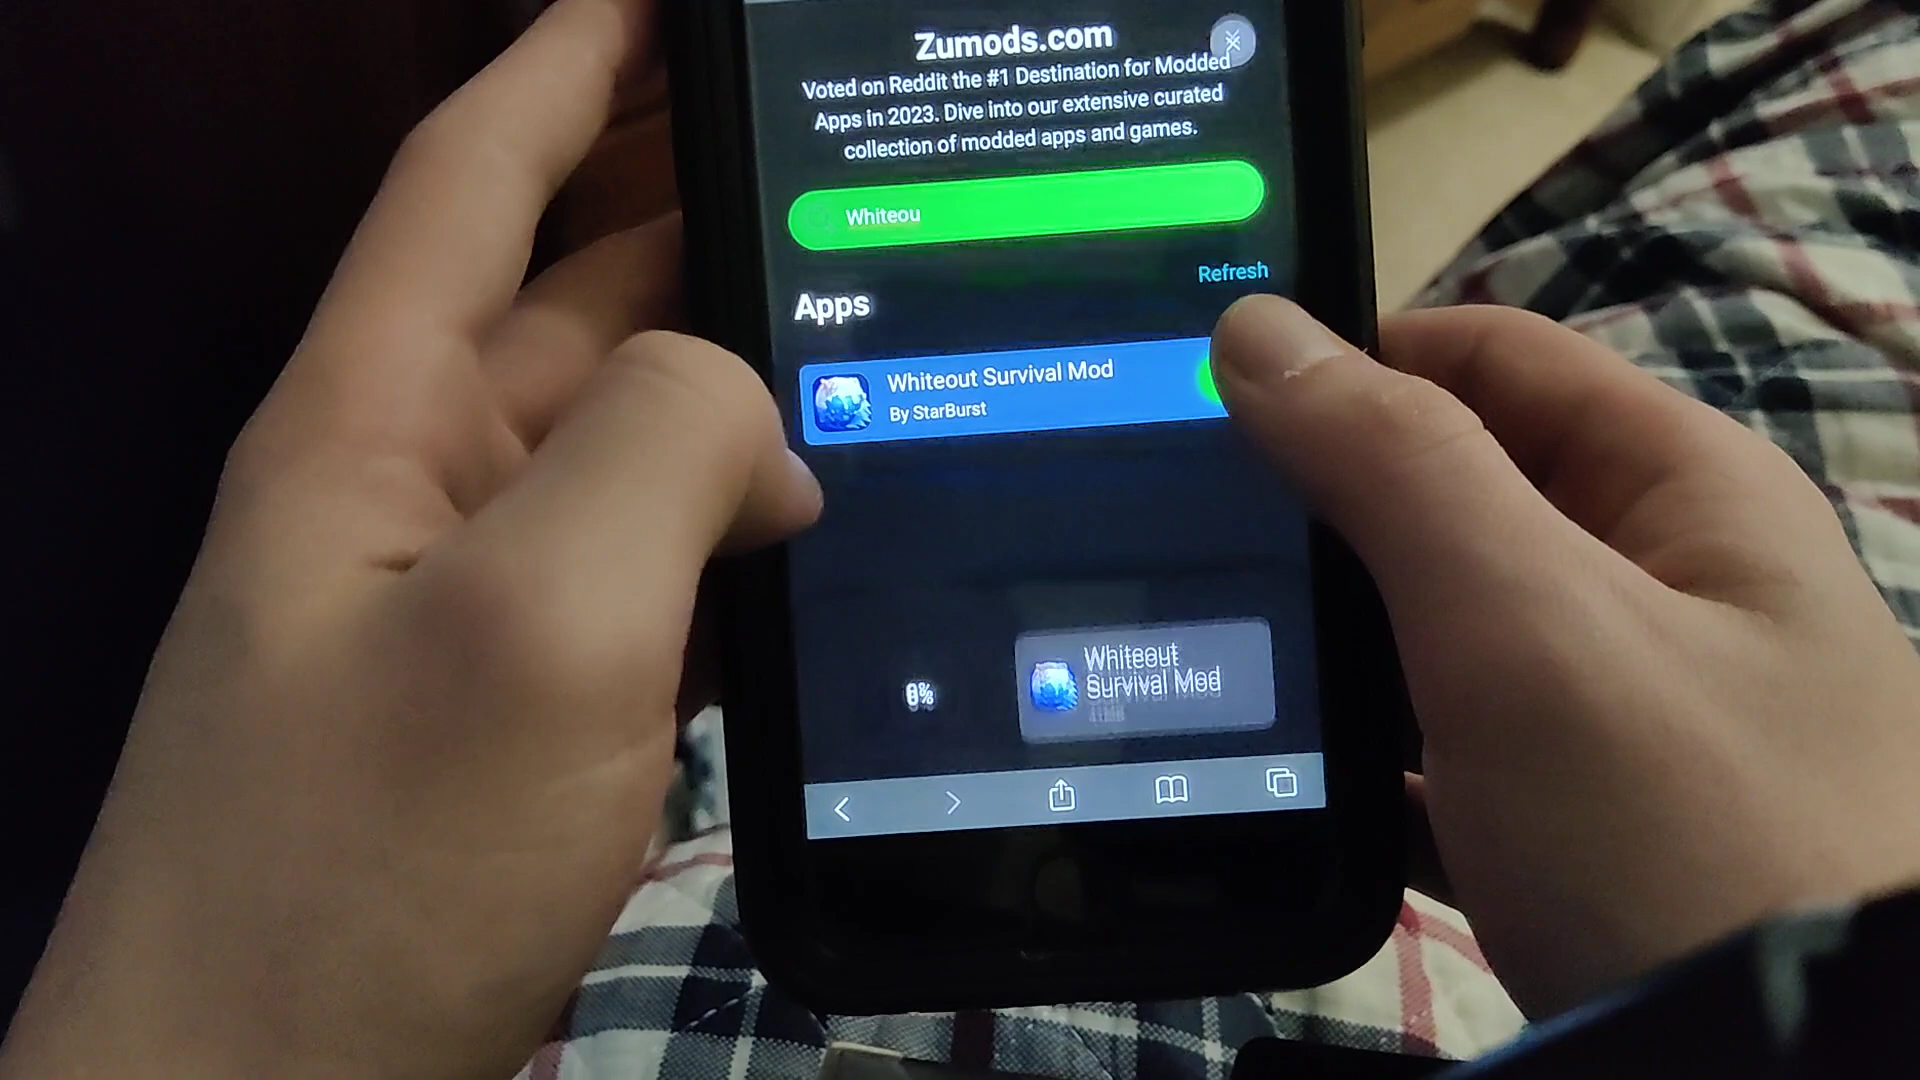 Zumods.com
Voted on Reddit the #1 Destination for Modded
Apps in 2023. Dive into our extensive curated
collection of modded apps and games.
Whiteou
Refresh
Apps
Whiteout Survival Mod
By StarBurst
Whiteout
Survival Mod